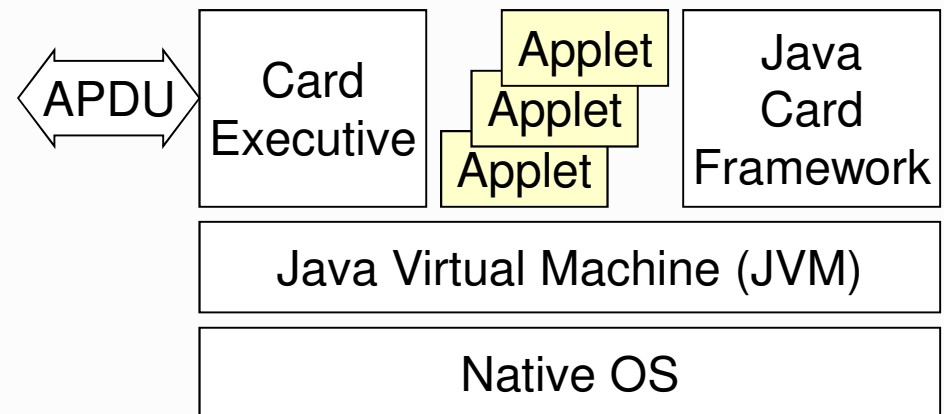 APDU
Card
Executive
Applet
Applet
Applet
Java
Card
Framework
Java Virtual Machine (JVM)
Native OS